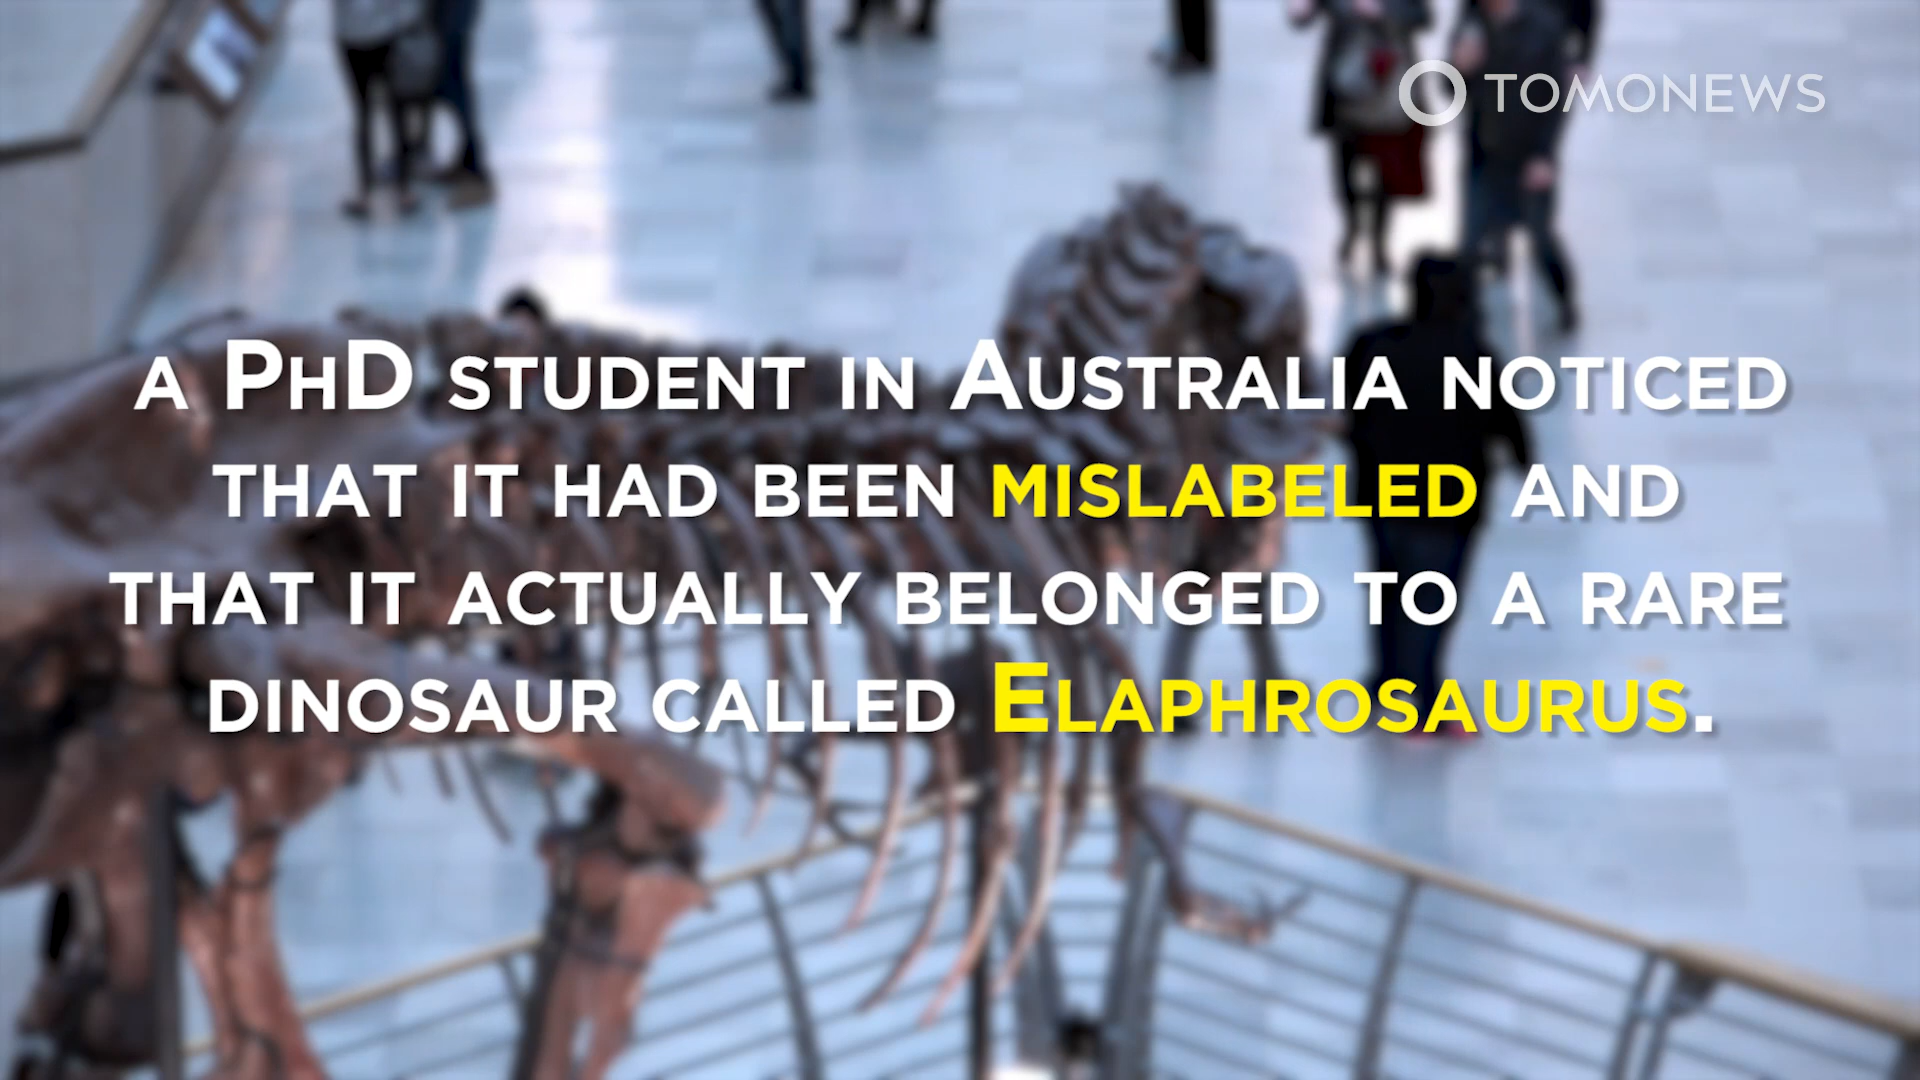 TOMONEWS
A PHD STUDENT IN AUSTRALIA NOTICED
THAT IT HAD BEEN MISLABELED AND
THAT IT ACTUALLY BELONGED TO A RARE
DINOSAUR CALLED ELAPHROSAURUS.